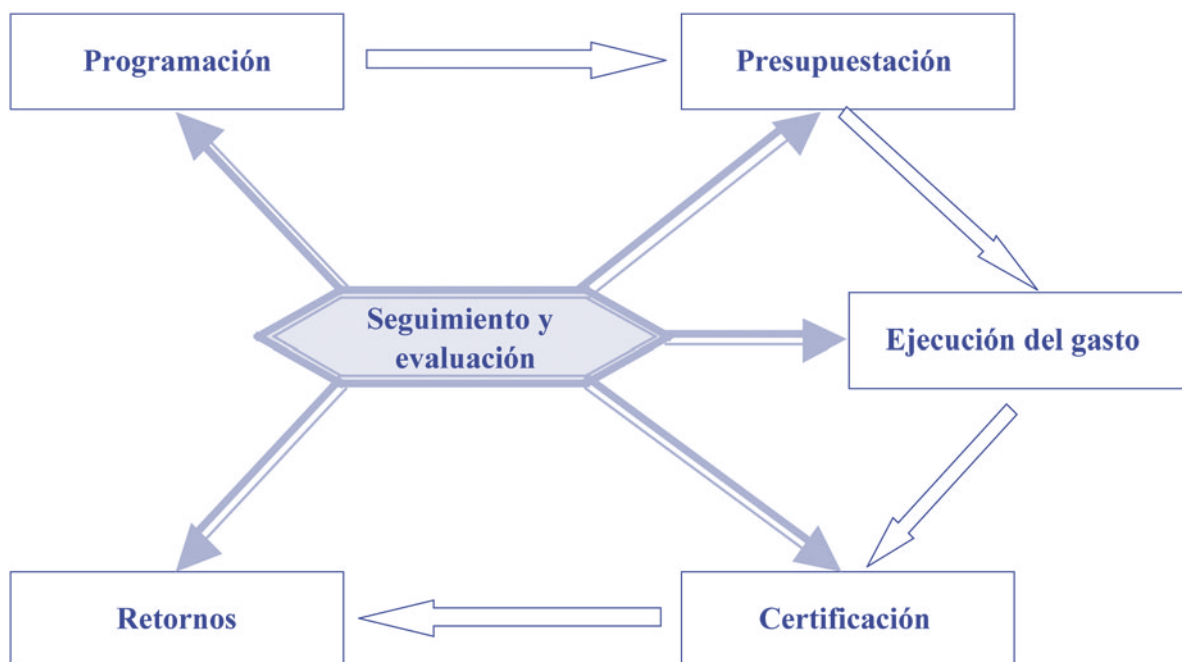 Programación
Presupuestación
Seguimiento y
evaluación
Ejecución del gasto
Retornos
Certificación